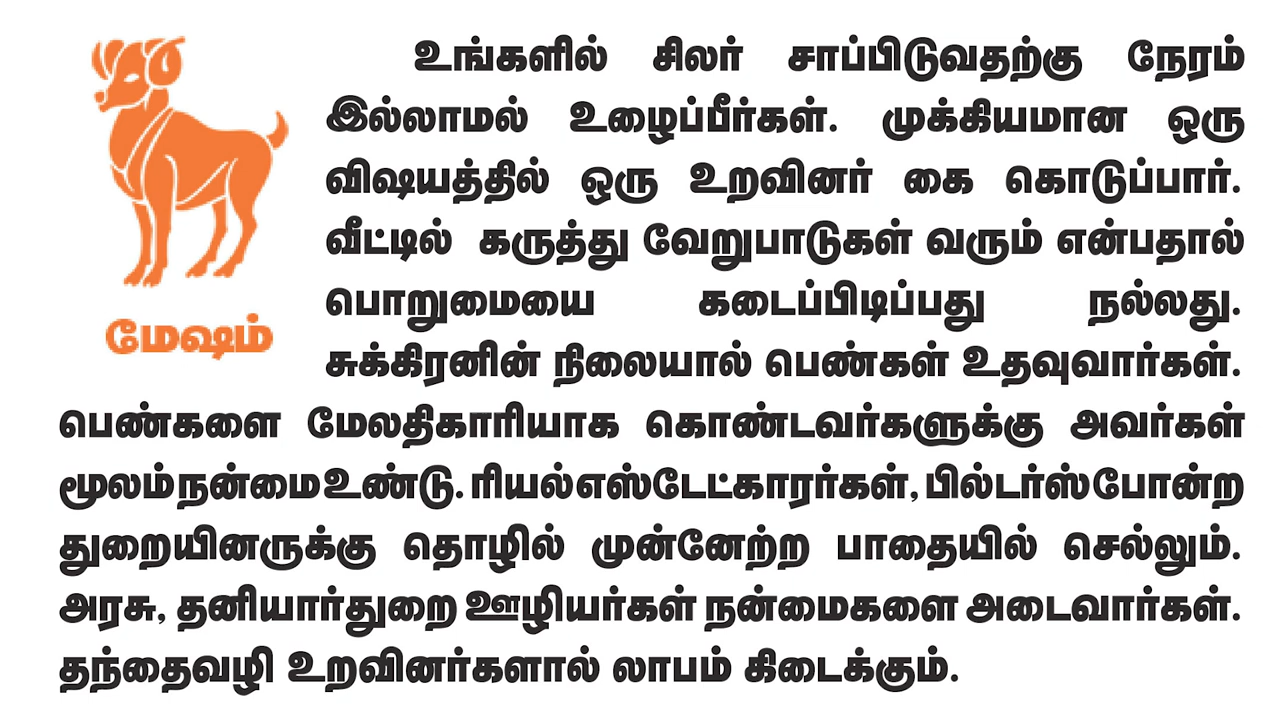 உங்களில் சிலர் சாப்பிடுவதற்கு நேரம்
இல்லாமல் உழைப்பீர்கள். முக்கியமான ஒரு
விஷயத்தில் ஒரு உறவினர் கை கொடுப்பார்.
வீட்டில் கருத்து வேறுபாடுகள் வரும் என்பதால்
பொறுமையை கடைப்பிடிப்பது நல்லது.
மேஷம்
சுக்கிரனின் நிலையால் பெண்கள் உதவுவார்கள்.
பெண்களை மேலதிகாரியாக கொண்டவர்களுக்கு அவர்கள்
மூலம் நன்மை உண்டு. ரியல் எஸ்டேட்காரர்கள், பில்டர்ஸ் போன்ற
துறையினருக்கு தொழில் முன்னேற்ற பாதையில் செல்லும்.
அரசு, தனியார்துறை ஊழியர்கள் நன்மைகளை அடைவார்கள்.
தந்தைவழி உறவினர்களால் லாபம் கிடைக்கும்.